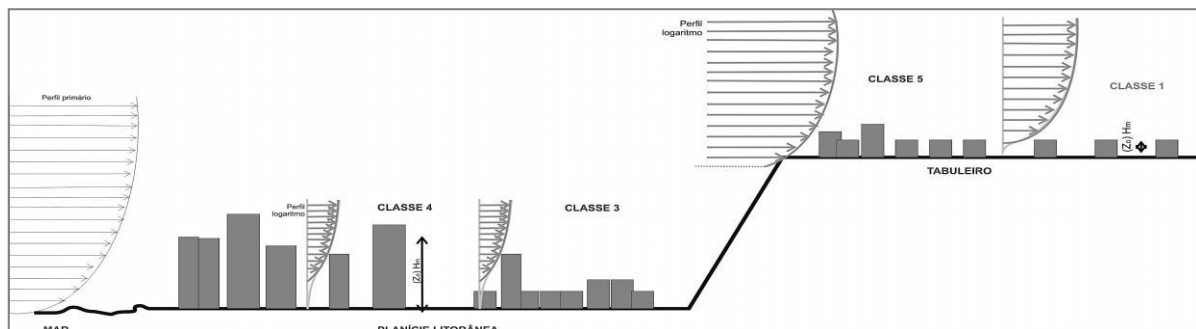 Perfil primário
Perfil
logaritmo
CLASSE 4
(Z₀) Hm
CLASSE 3
Perfil
logaritmo
CLASSE 5
CLASSE 1
(Z₀) Hm
TABULEIRO
MAR
PLANÍCIE LITORÂNEA